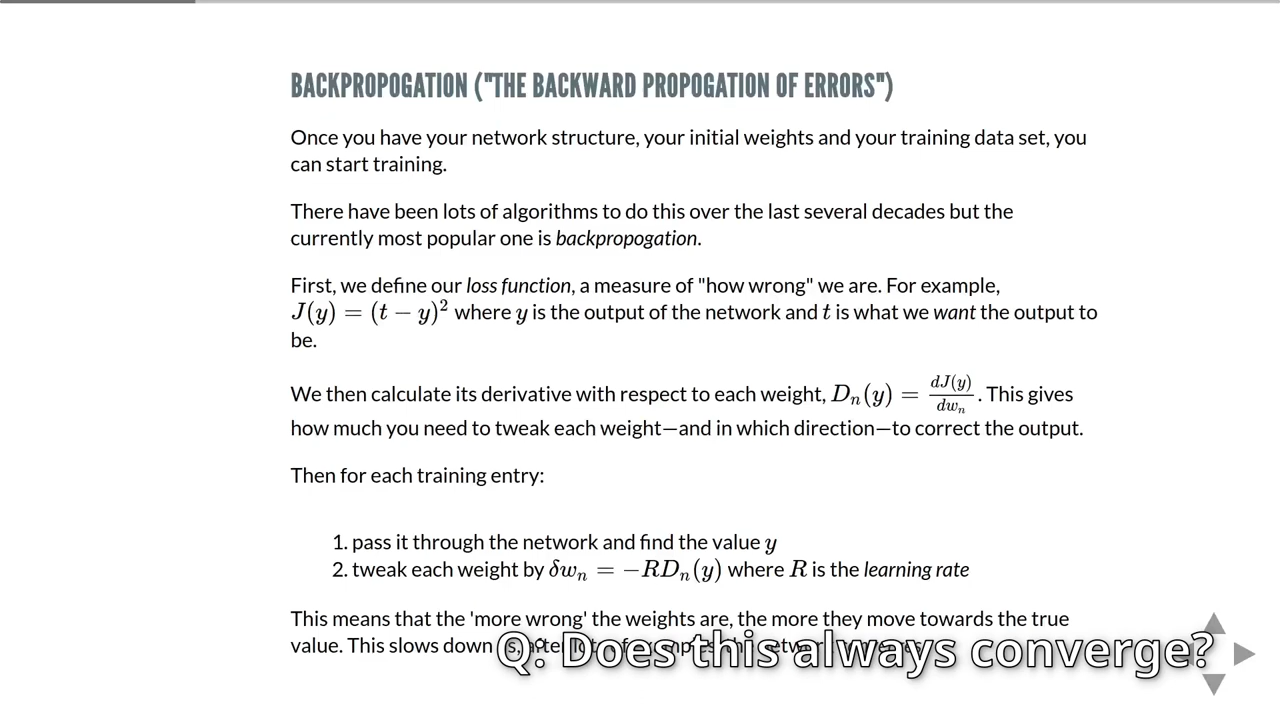 BACKPROPOGATION ("THE BACKWARD PROPOGATION OF ERRORS")
Once you have your network structure, your initial weights and your training data set, you
can start training.
There have been lots of algorithms to do this over the last several decades but the
currently most popular one is backpropogation.
First, we define our loss function, a measure of "how wrong" we are. For example,
J(y) = (t − y)² where y is the output of the network and t is what we want the output to
be.
We then calculate its derivative with respect to each weight, Dₙ(y) = dJ(y)/dwₙ. This gives
how much you need to tweak each weight—and in which direction—to correct the output.
Then for each training entry:
1. pass it through the network and find the value y
2. tweak each weight by δwₙ = −RDₙ(y) where R is the learning rate
This means that the 'more wrong' the weights are, the more they move towards the true
value. This slows down
Q: Does this always converge?